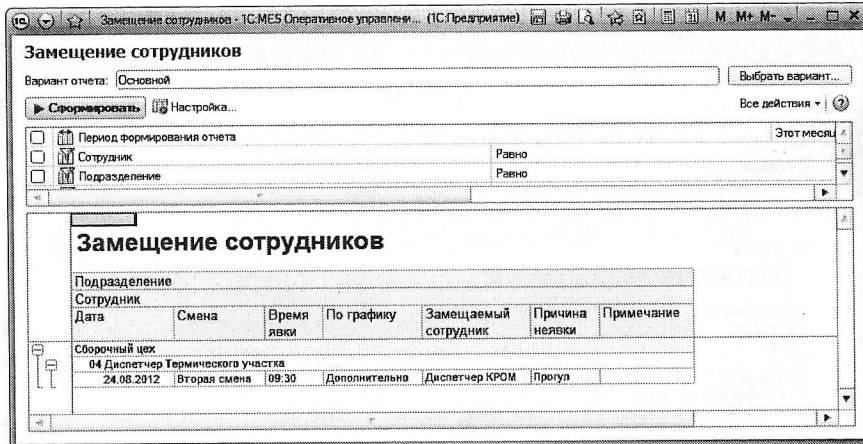 Замещение сотрудников - 1С:MES Оперативное управлени... (1С:Предприятие) M M+ M-
Замещение сотрудников
Вариант отчета: Основной Выбрать вариант...
Сформировать Настройка... Все действия
Период формирования отчета Этот месяц
Сотрудник Равно
Подразделение Равно
Замещение сотрудников
Подразделение
Сотрудник
Дата Смена Время явки По графику Замещаемый сотрудник Причина неявки Примечание
Сборочный цех
04 Диспетчер Термического участка
24.08.2012 Вторая смена 09:30 Дополнительно Диспетчер КРОМ Прогул